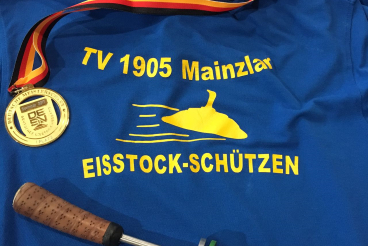 TV 1905 Mainzlar
EISSTOCK-SCHÜTZEN